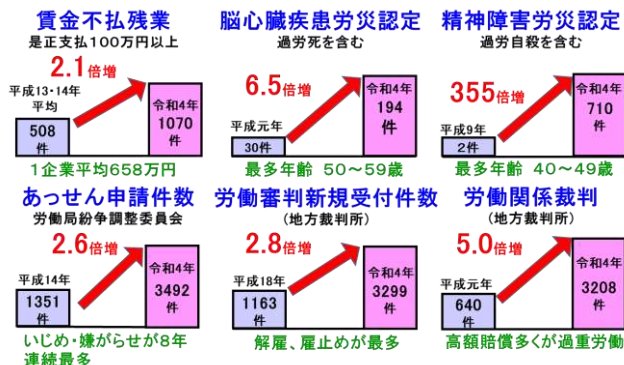 賃金不払残業
是正支払100万円以上
2.1倍増
平成13・14年
平均
508
件
令和4年
1070
件
1企業平均658万円
脳心臓疾患労災認定
過労死を含む
6.5倍増
平成元年
30件
令和4年
194
件
最多年齢 50～59歳
精神障害労災認定
過労自殺を含む
355倍増
平成9年
2件
令和4年
710
件
最多年齢 40～49歳
あっせん申請件数
労働局紛争調整委員会
2.6倍増
平成14年
1351
件
令和4年
3492
件
いじめ・嫌がらせが8年
連続最多
労働審判新規受付件数
(地方裁判所)
2.8倍増
平成18年
1163
件
令和4年
3299
件
解雇、雇止めが最多
労働関係裁判
(地方裁判所)
5.0倍増
平成元年
640
件
令和4年
3208
件
高額賠償多くが過重労働